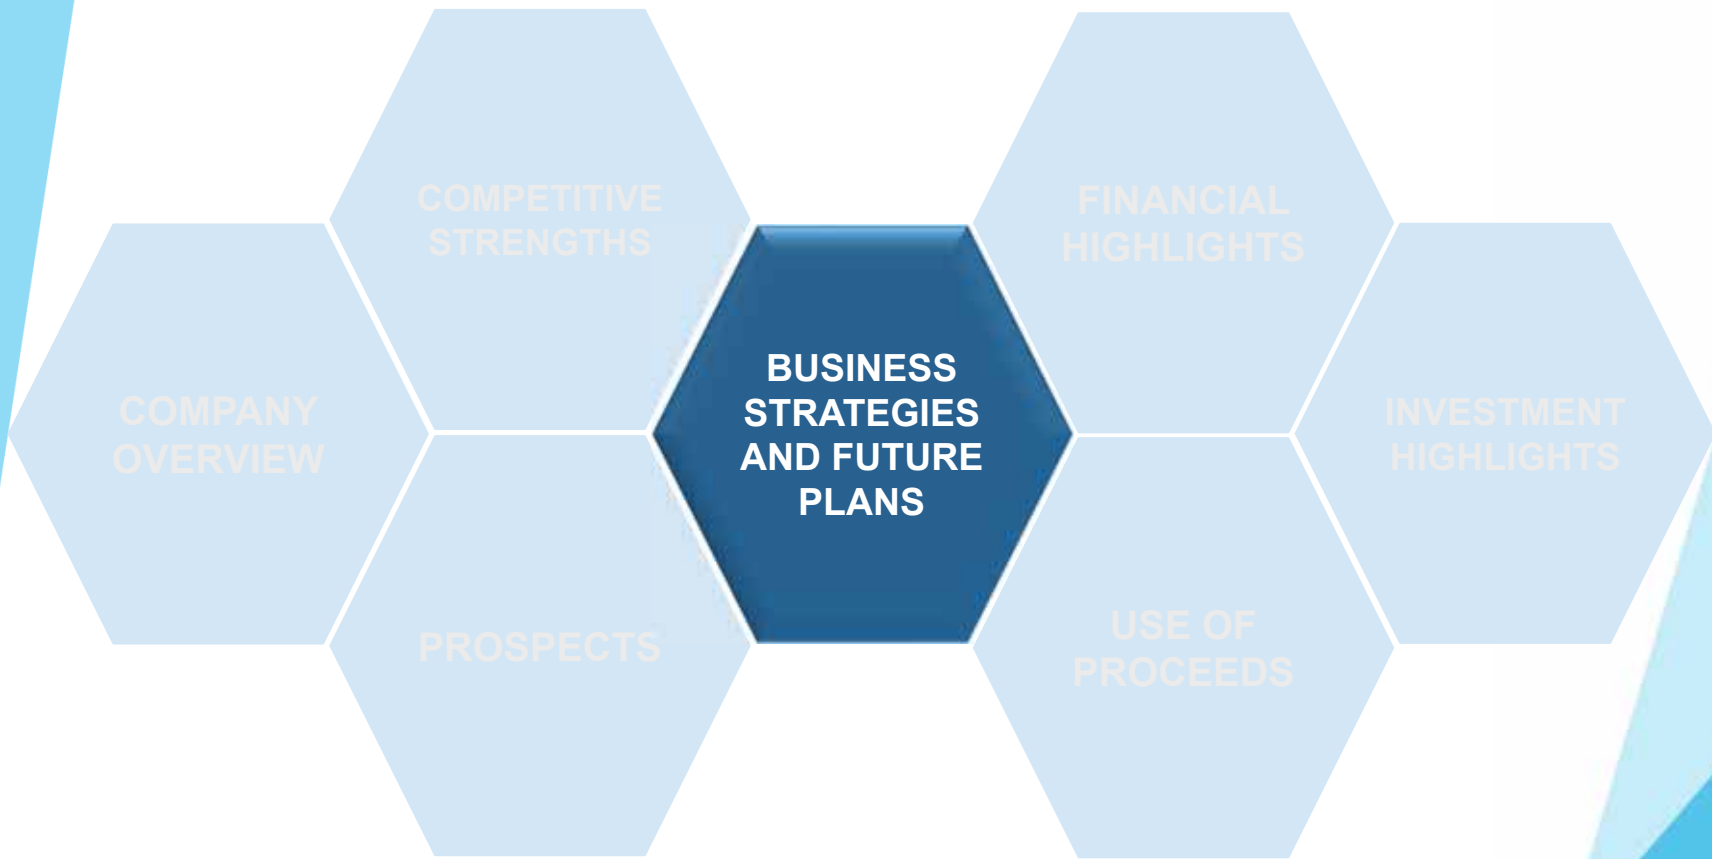 COMPANY
OVERVIEW
COMPETITIVE
STRENGTHS
PROSPECTS
BUSINESS
STRATEGIES
AND FUTURE
PLANS
FINANCIAL
HIGHLIGHTS
USE OF
PROCEEDS
INVESTMENT
HIGHLIGHTS